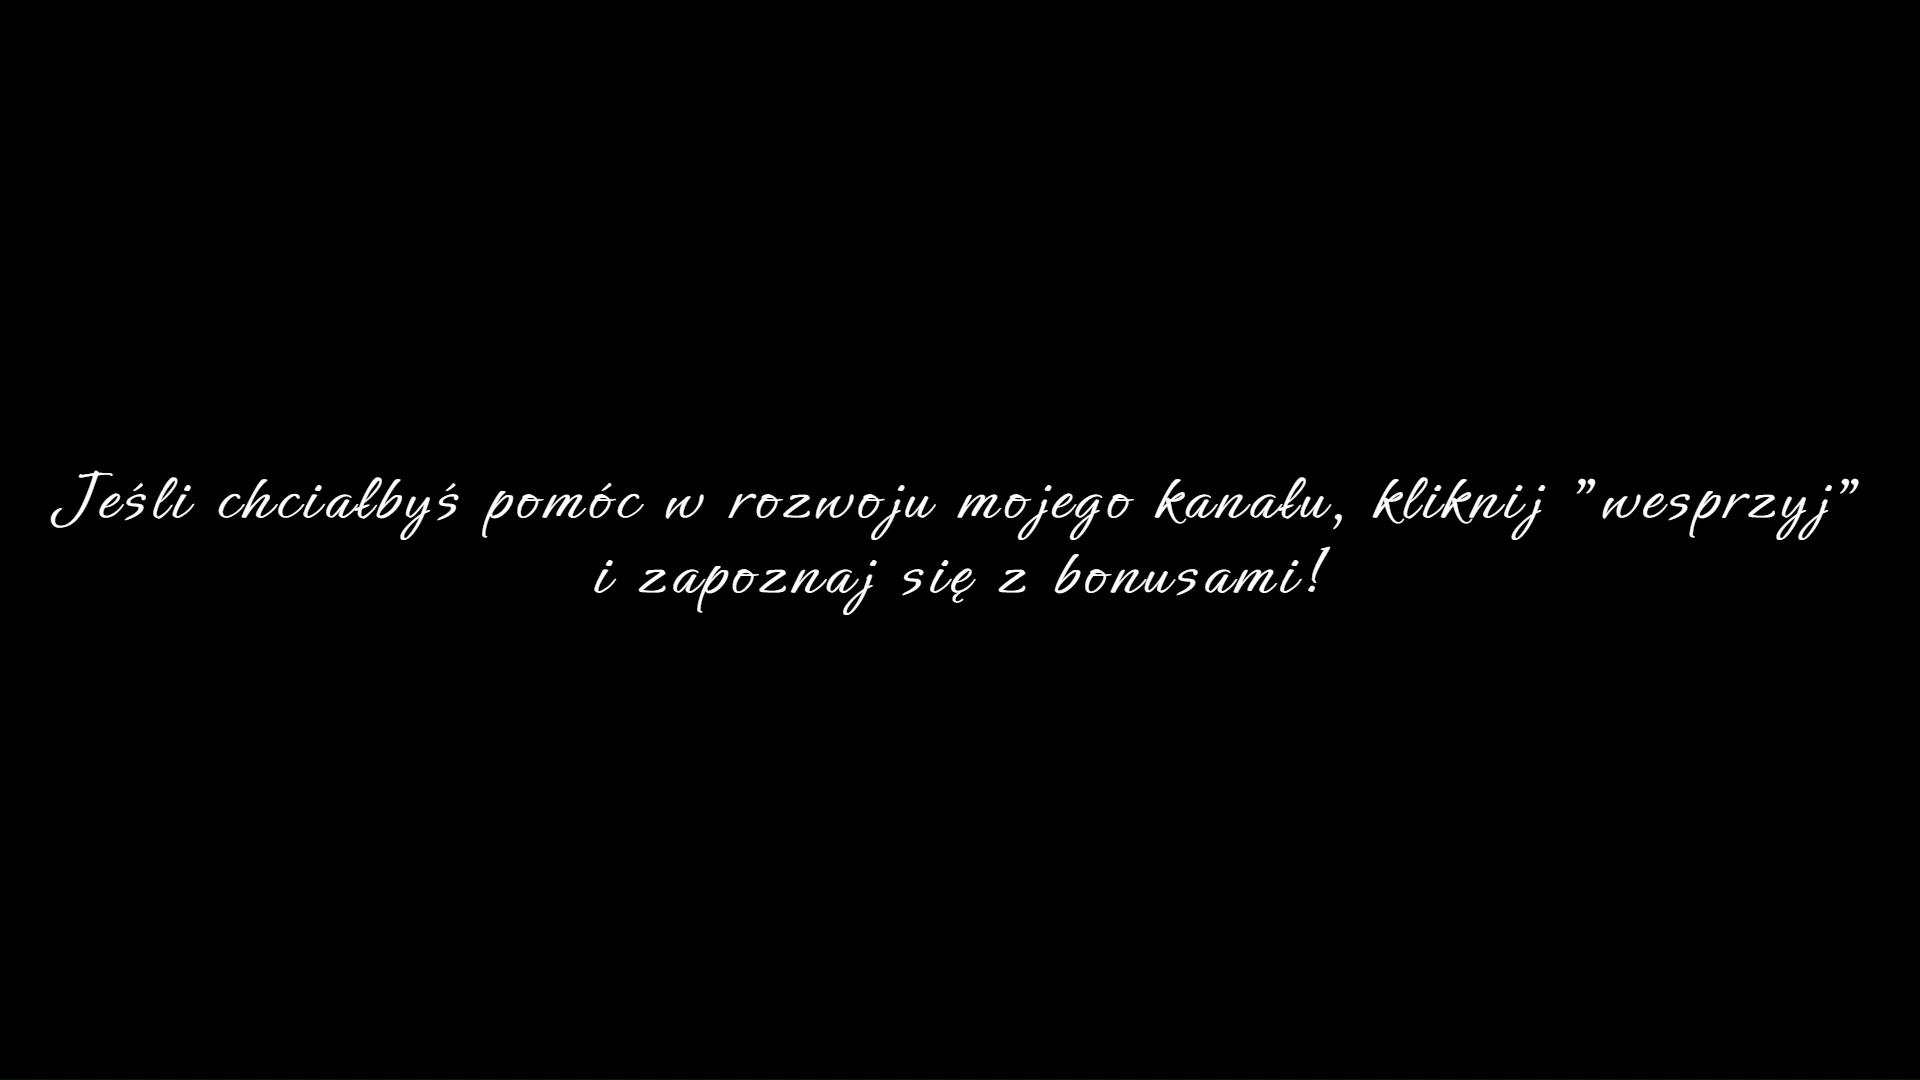 Jeśli chciałbyś pomóc w rozwoju mojego kanału, kliknij "wesprzyj"
i zapoznaj się z bonusami!